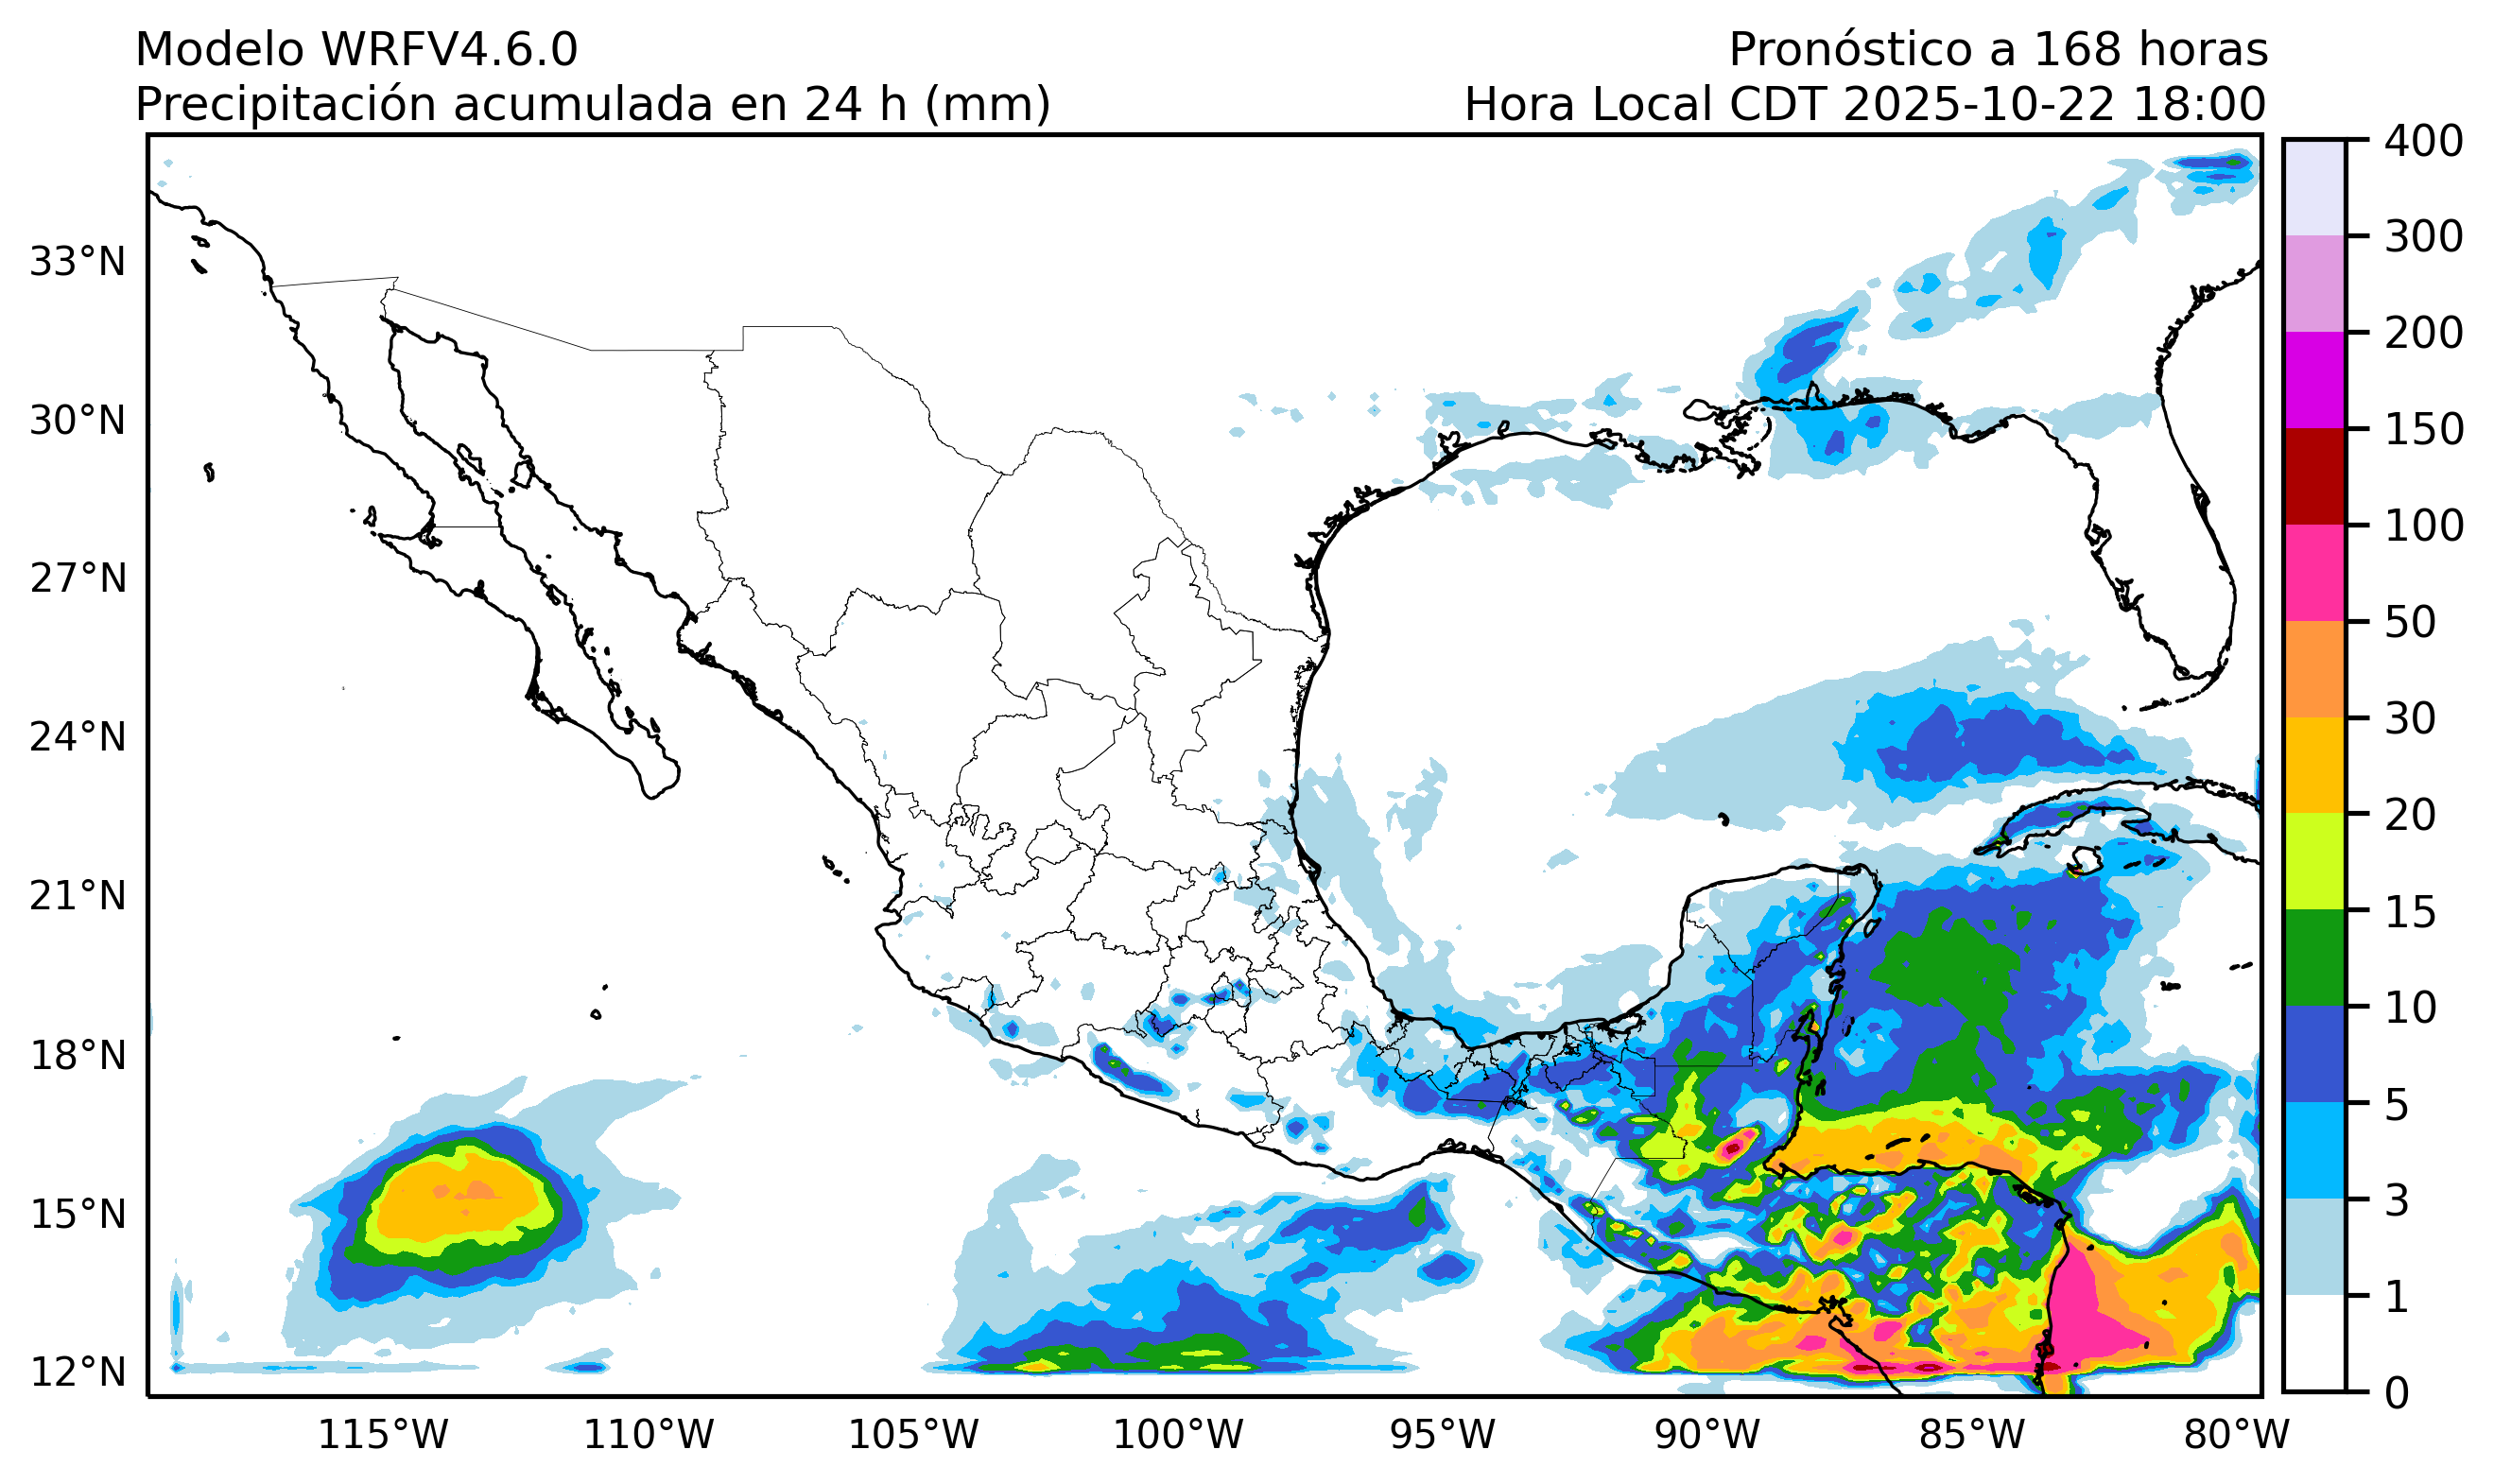 Modelo WRFV4.6.0
Pronóstico a 168 horas
Precipitación acumulada en 24 h (mm)
Hora Local CDT 2025-10-22 18:00
33°N
30°N
27°N
24°N
21°N
18°N
15°N
12°N
115°W
110°W
105°W
100°W
95°W
90°W
85°W
80°W
400
300
200
150
100
50
30
20
15
10
5
3
1
0